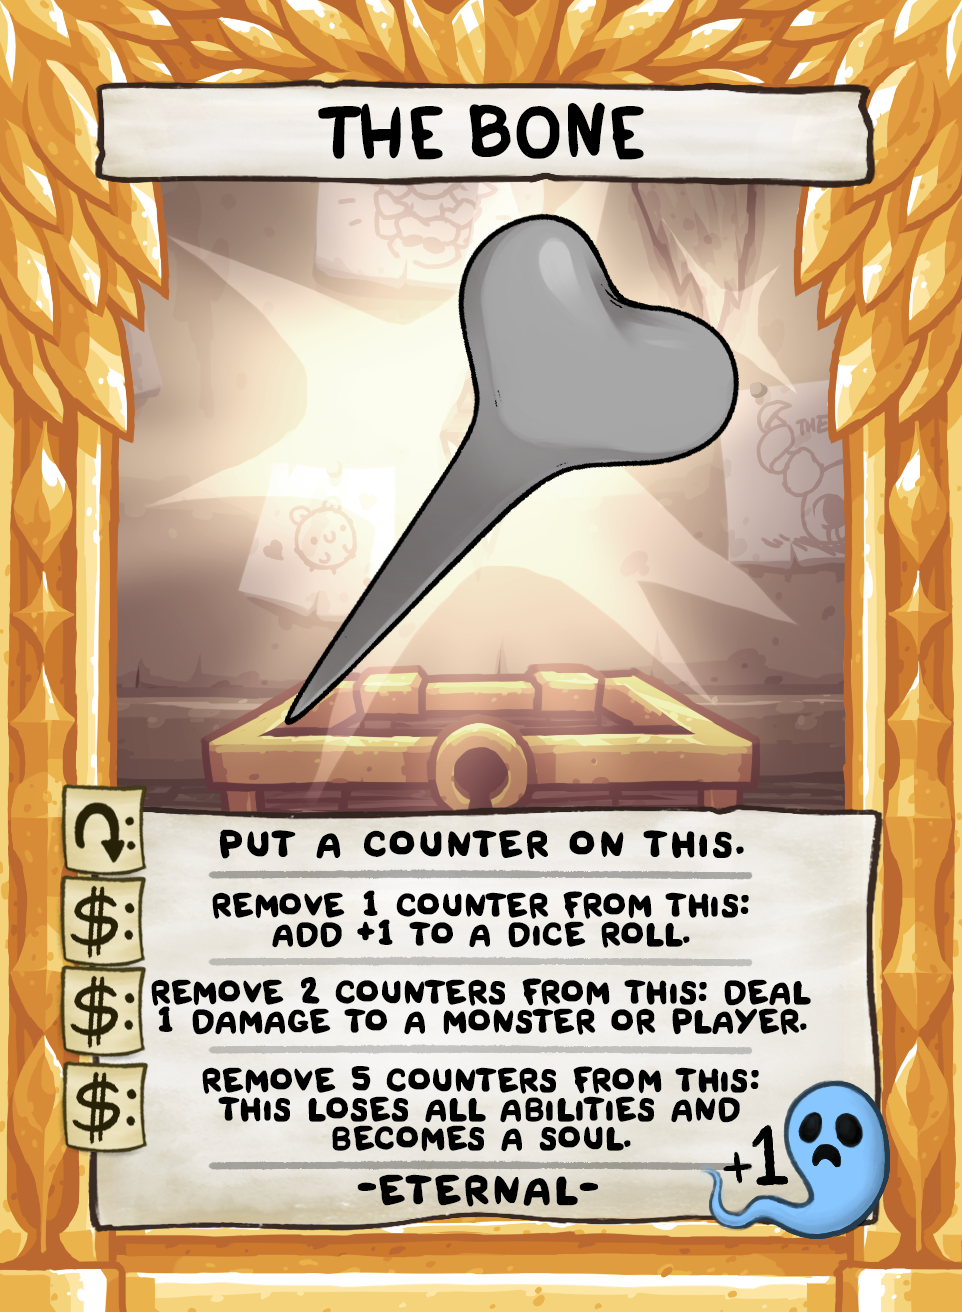 THE BONE
THE
PUT A COUNTER ON THIS.
$: REMOVE 1 COUNTER FROM THIS:
ADD +1 TO A DICE ROLL.
$: REMOVE 2 COUNTERS FROM THIS: DEAL
1 DAMAGE TO A MONSTER OR PLAYER.
$: REMOVE 5 COUNTERS FROM THIS:
THIS LOSES ALL ABILITIES AND
BECOMES A SOUL.
+1
-ETERNAL-